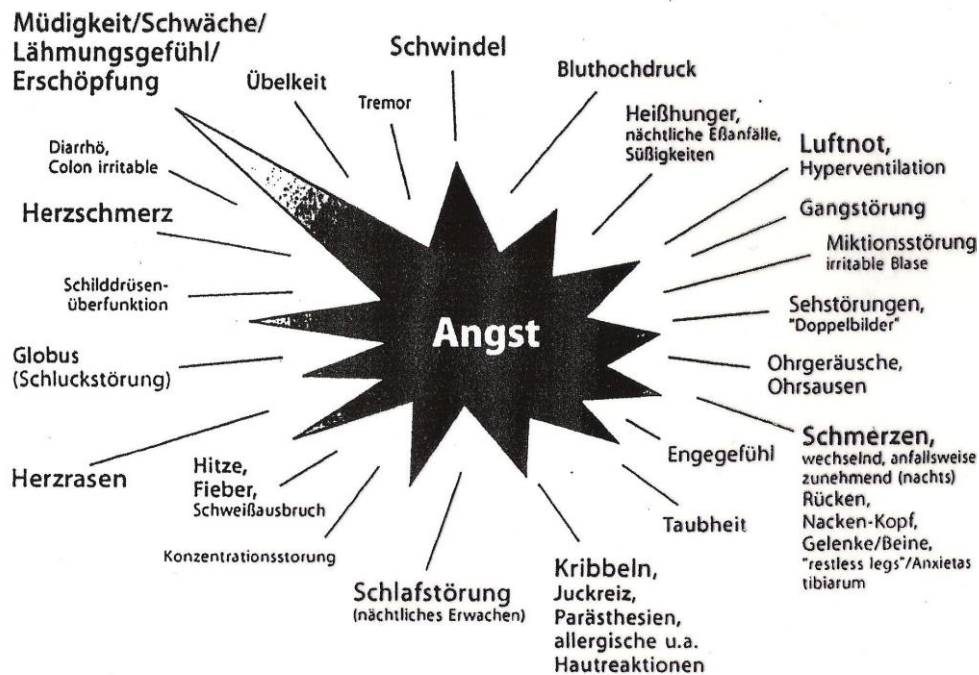 Müdigkeit/Schwäche/
Lähmungsgefühl/
Erschöpfung
Übelkeit
Tremor
Schwindel
Bluthochdruck
Heißhunger,
nächtliche Eßanfälle,
Süßigkeiten
Luftnot,
Hyperventilation
Gangstörung
Miktionsstörung
irritable Blase
Sehstörungen,
"Doppelbilder"
Ohrgeräusche,
Ohrsausen
Schmerzen,
wechselnd, anfallsweise
zunehmend (nachts)
Rücken,
Nacken-Kopf,
Gelenke/Beine,
"restless legs"/Anxietas
tibiarum
Engegefühl
Taubheit
Kribbeln,
Juckreiz,
Parästhesien,
allergische u.a.
Hautreaktionen
Schlafstörung
(nächtliches Erwachen)
Konzentrationsstorung
Hitze,
Fieber,
Schweißausbruch
Herzrasen
Globus
(Schluckstörung)
Schilddrüsen-
überfunktion
Herzschmerz
Diarrhö,
Colon irritable
Angst